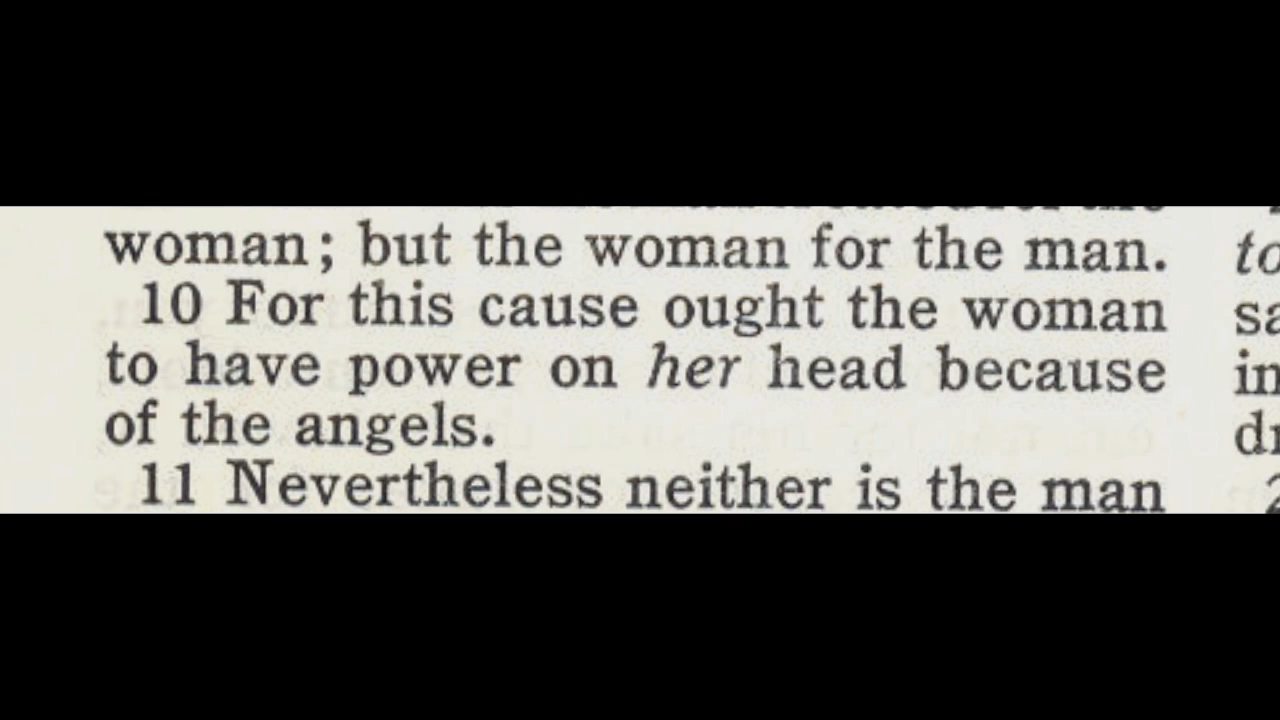 woman; but the woman for the man.
10 For this cause ought the woman
to have power on her head because
of the angels.
11 Nevertheless neither is the man